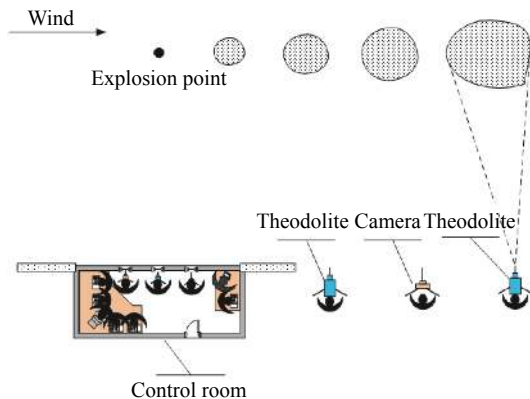 Wind
Explosion point
Theodolite Camera Theodolite
Control room